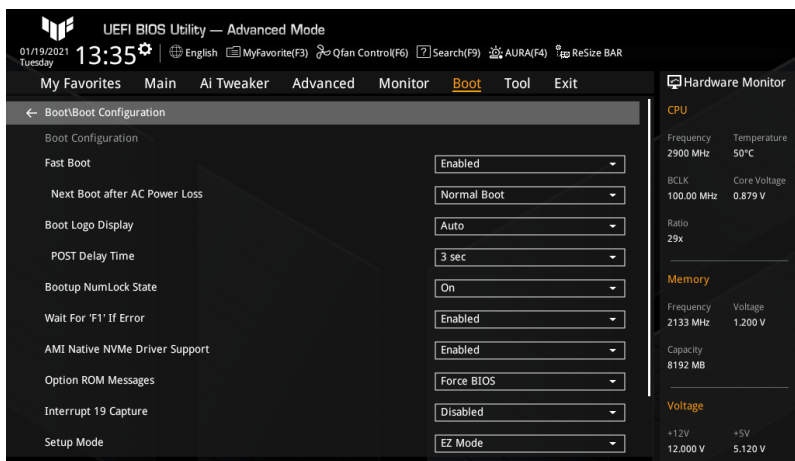 UEFI BIOS Utility — Advanced Mode
01/19/2021 Tuesday 13:35 English MyFavorite(F3) Qfan Control(F6) ? Search(F9) AURA(F4) ReSize BAR
My Favorites Main Ai Tweaker Advanced Monitor Boot Tool Exit
← Boot\Boot Configuration
Boot Configuration
Fast Boot Enabled
Next Boot after AC Power Loss Normal Boot
Boot Logo Display Auto
POST Delay Time 3 sec
Bootup NumLock State On
Wait For 'F1' If Error Enabled
AMI Native NVMe Driver Support Enabled
Option ROM Messages Force BIOS
Interrupt 19 Capture Disabled
Setup Mode EZ Mode
Hardware Monitor
CPU
Frequency Temperature
2900 MHz 50°C
BCLK Core Voltage
100.00 MHz 0.879 V
Ratio
29x
Memory
Frequency Voltage
2133 MHz 1.200 V
Capacity
8192 MB
Voltage
+12V +5V
12.000 V 5.120 V